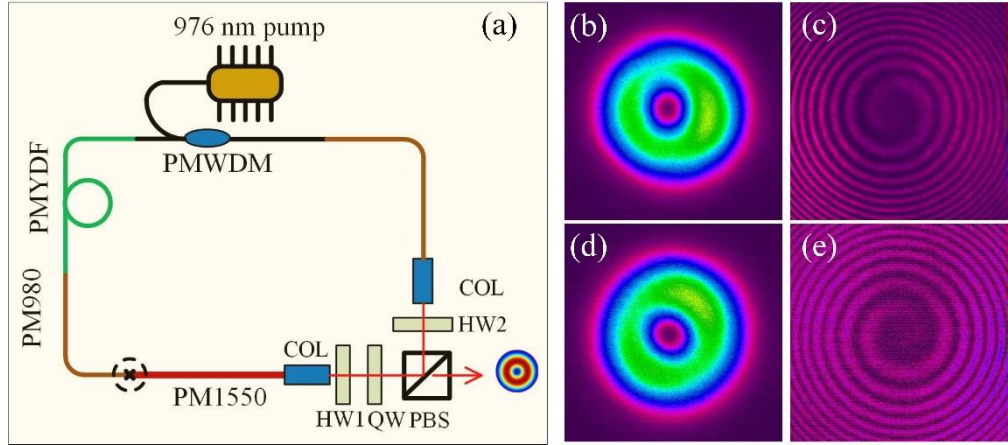 976 nm pump
(a)
PMWDM
PMYDF
PM980
COL
HW2
COL
PM1550
HW1
QW
PBS
(b)
(c)
(d)
(e)